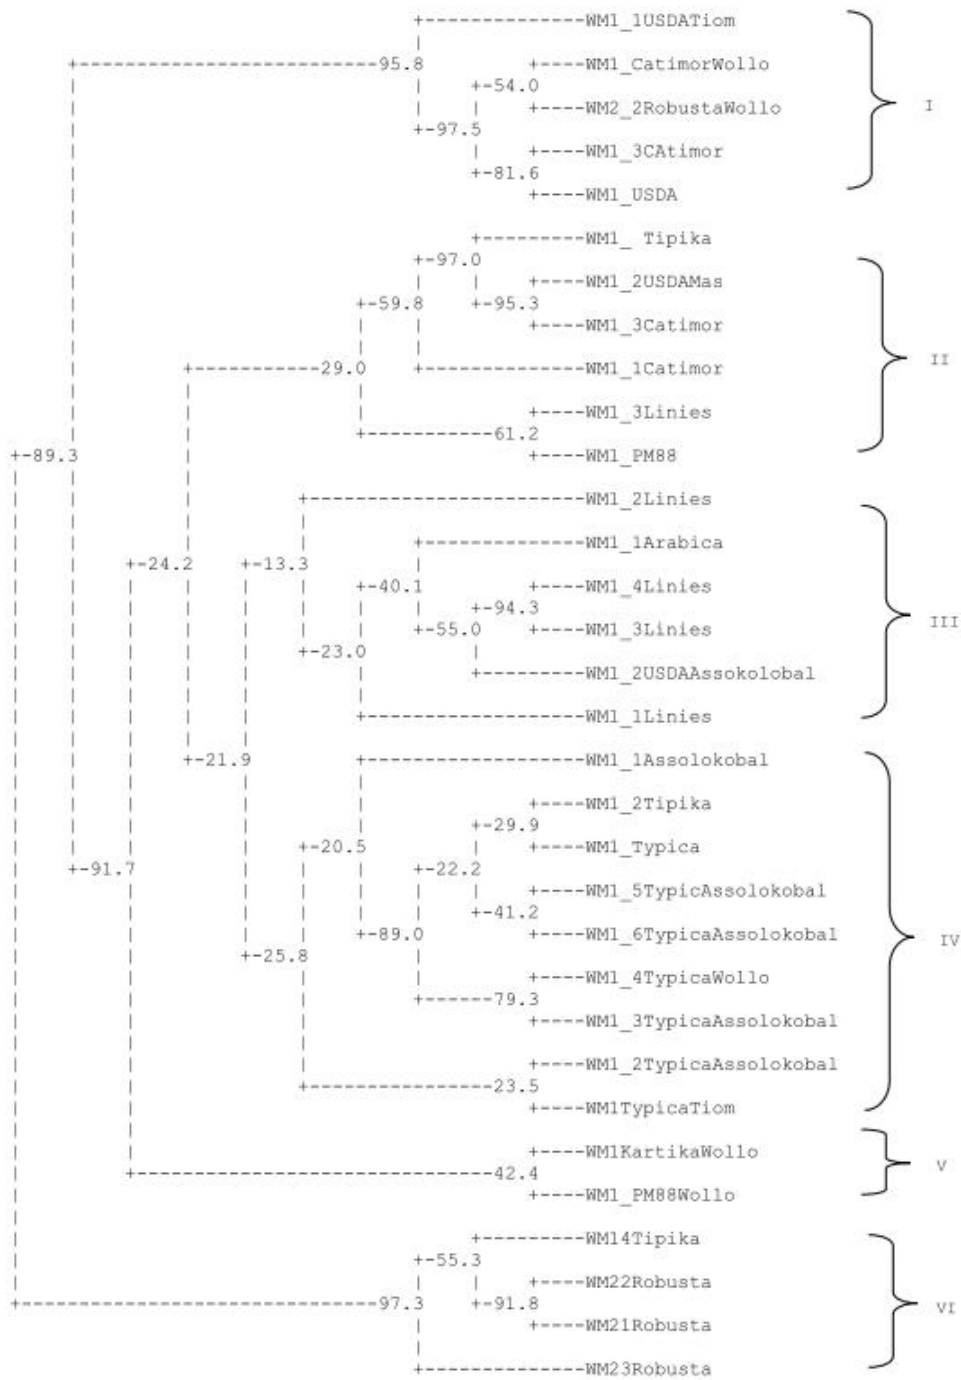 WM1_1USDATiom
95.8 WM1_CatimorWollo
54.0
WM2_2RobustaWollo I
97.5
WM1_3CAtimor
81.6
WM1_USDA
WM1_ Tipika
97.0
WM1_2USDAMas
59.8 95.3
WM1_3Catimor
29.0 WM1_1Catimor II
WM1_3Linies
61.2
89.3 WM1_PM88
WM1_2Linies
WM1_1Arabica
24.2 13.3 40.1 WM1_4Linies
94.3
55.0 WM1_3Linies III
23.0
WM1_2USDAAssokolobal
WM1_1Linies
21.9 WM1_1Assolokobal
WM1_2Tipika
29.9
20.5 WM1_Typica
91.7 22.2
WM1_5TypicAssolokobal
41.2
89.0 WM1_6TypicaAssolokobal IV
25.8
WM1_4TypicaWollo
79.3
WM1_3TypicaAssolokobal
WM1_2TypicaAssolokobal
23.5
WM1TypicaTiom
WM1KartikaWollo
42.4 V
WM1_PM88Wollo
WM14Tipika
55.3
WM22Robusta
97.3 91.8 VI
WM21Robusta
WM23Robusta